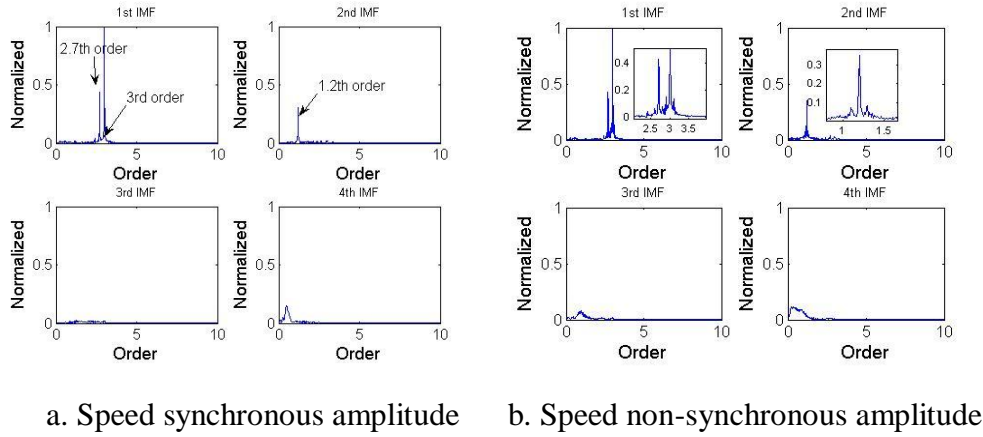 1st IMF
Normalized
1
0.5
0
2.7th order
3rd order
0 5 10
Order
2nd IMF
Normalized
1
0.5
0
1.2th order
0 5 10
Order
3rd IMF
Normalized
1
0.5
0
0 5 10
Order
4th IMF
Normalized
1
0.5
0
0 5 10
Order
a. Speed synchronous amplitude
1st IMF
Normalized
1
0.5
0
0.4
0.2
0
2.5 3 3.5
0 5 10
Order
2nd IMF
Normalized
1
0.5
0
0.3
0.2
0.1
1 1.5
0 5 10
Order
3rd IMF
Normalized
1
0.5
0
0 5 10
Order
4th IMF
Normalized
1
0.5
0
0 5 10
Order
b. Speed non-synchronous amplitude